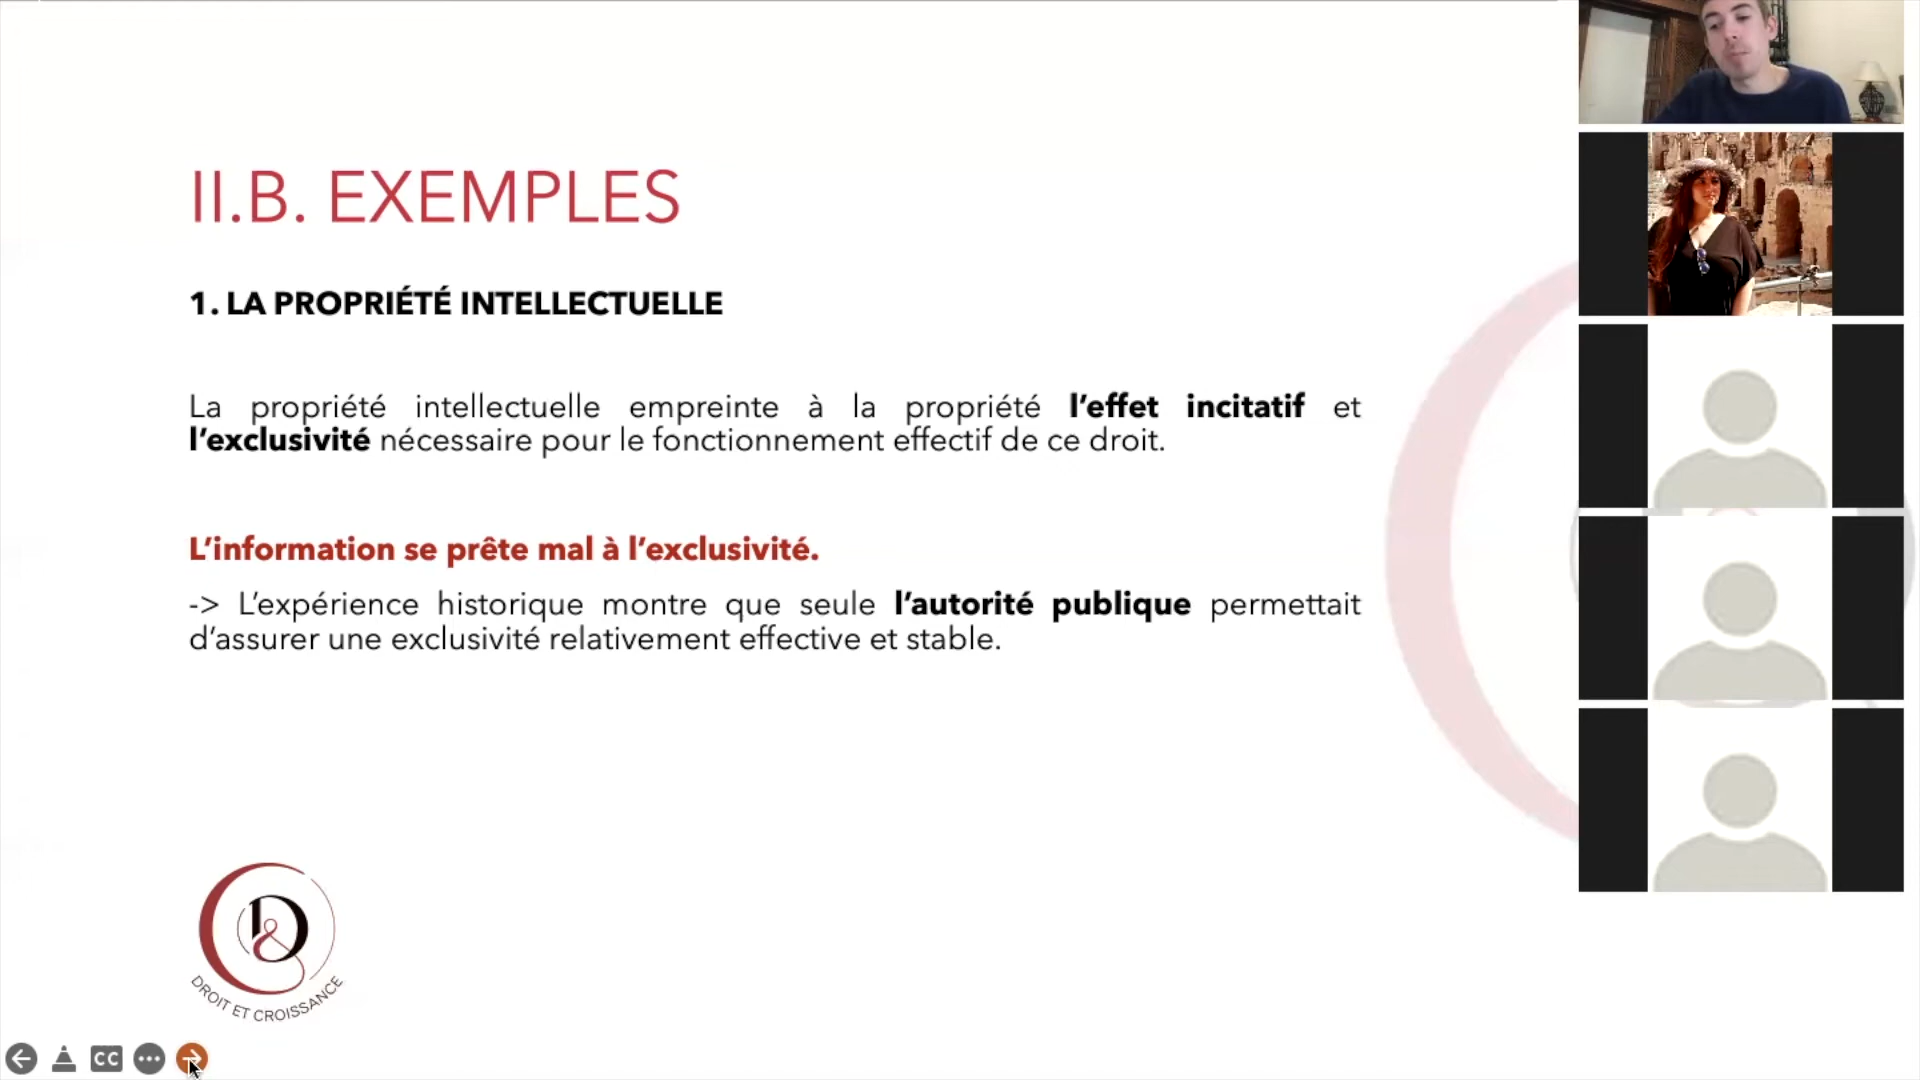 II.B. EXEMPLES
1. LA PROPRIÉTÉ INTELLECTUELLE
La propriété intellectuelle empreinte à la propriété l’effet incitatif et
l’exclusivité nécessaire pour le fonctionnement effectif de ce droit.
L’information se prête mal à l’exclusivité.
-> L’expérience historique montre que seule l’autorité publique permettait
d’assurer une exclusivité relativement effective et stable.
D&C
DROIT ET CROISSANCE
CC